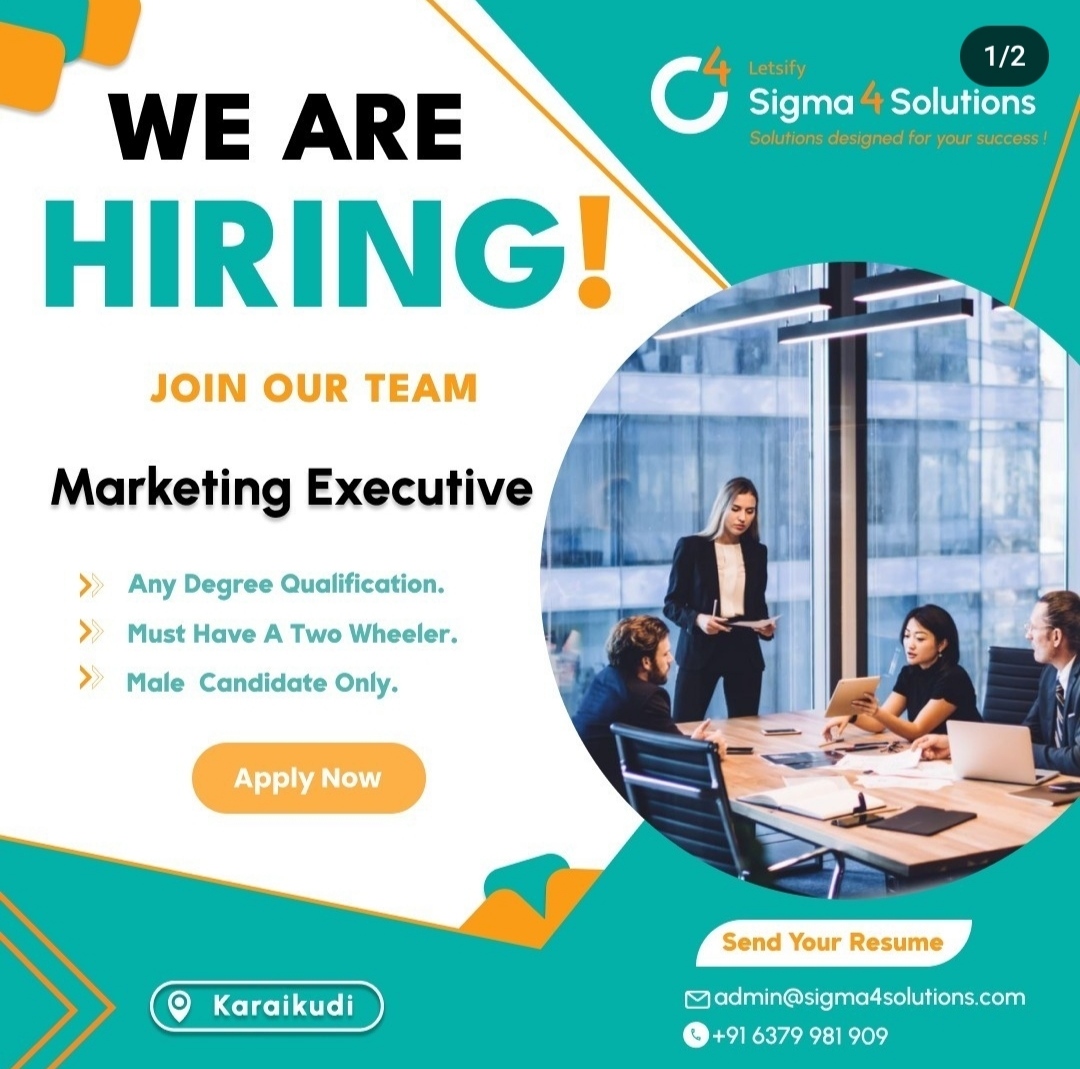 1/2
Letsify
Sigma 4 Solutions
Solutions designed for your success !
WE ARE
HIRING!
JOIN OUR TEAM
Marketing Executive
Any Degree Qualification.
Must Have A Two Wheeler.
Male Candidate Only.
Apply Now
Send Your Resume
Karaikudi
admin@sigma4solutions.com
+91 6379 981 909